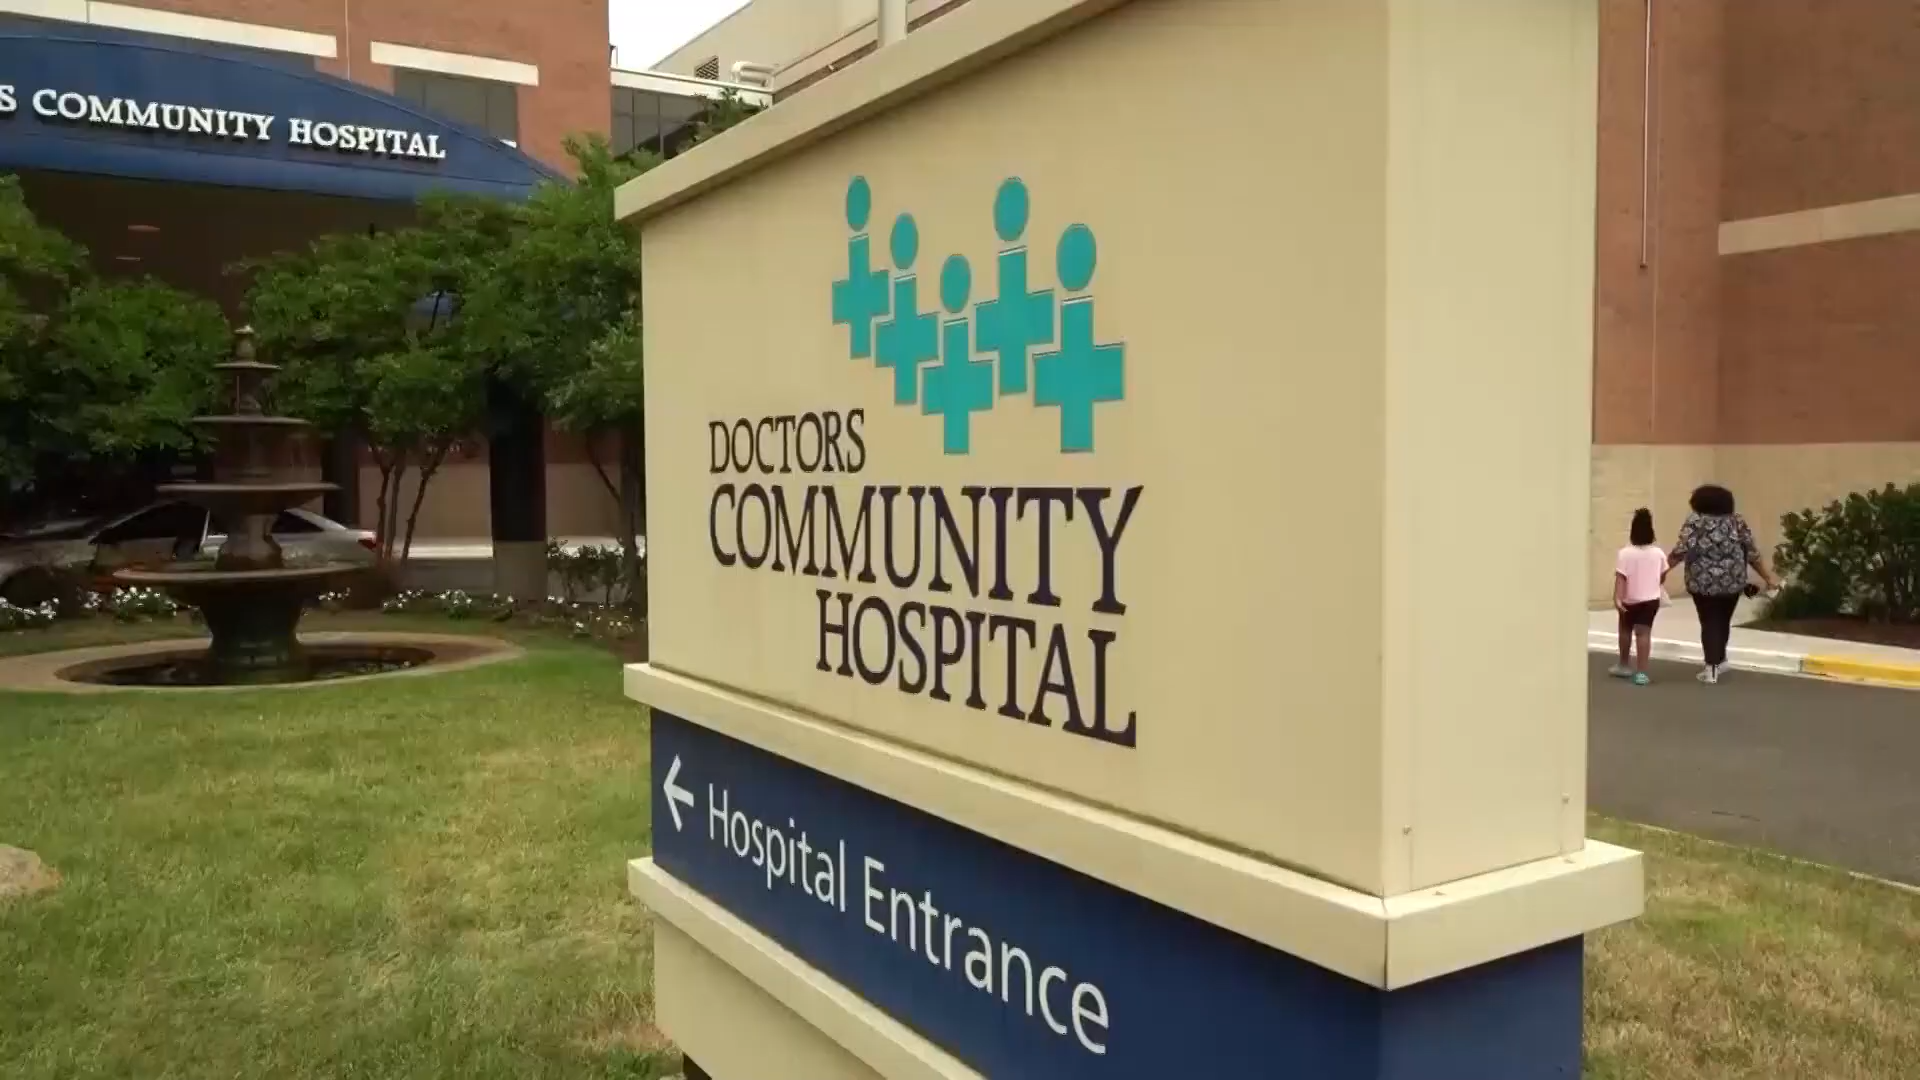 S COMMUNITY HOSPITAL
DOCTORS
COMMUNITY
HOSPITAL
← Hospital Entrance